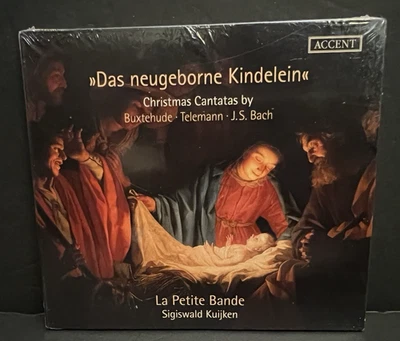 ACCENT
»Das neugeborne Kindelein«
Christmas Cantatas by
Buxtehude · Telemann · J. S. Bach
La Petite Bande
Sigiswald Kuijken